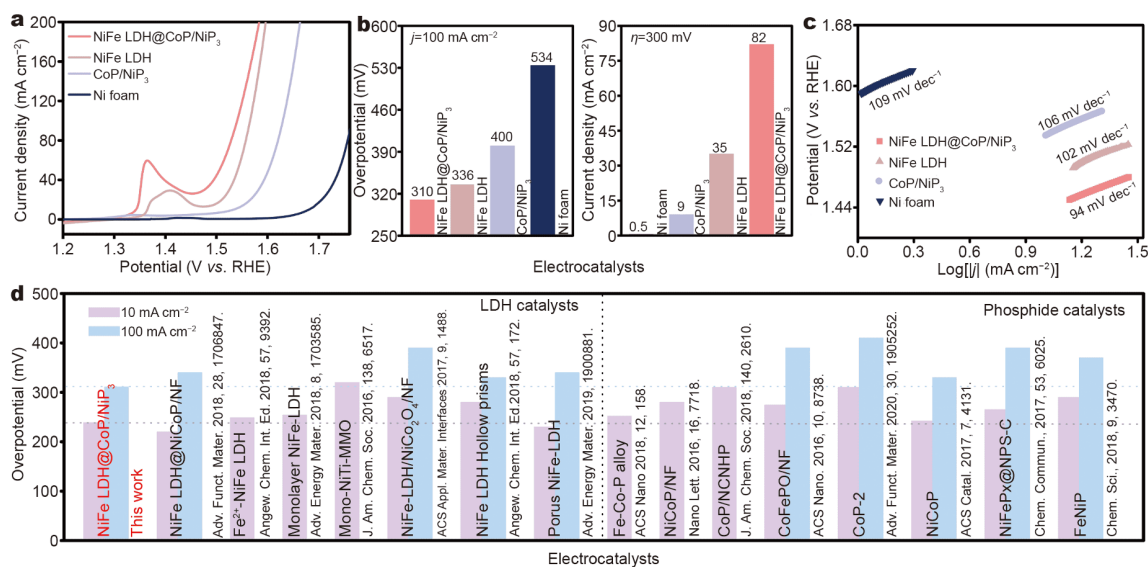 a
Current density (mA cm⁻²)
200
160
120
80
40
0
NiFe LDH@CoP/NiP₃
NiFe LDH
CoP/NiP₃
Ni foam
1.2
1.3
1.4
1.5
1.6
1.7
Potential (V vs. RHE)
b
Overpotential (mV)
600
530
460
390
320
250
j=100 mA cm⁻²
310
NiFe LDH@CoP/NiP₃
336
NiFe LDH
400
CoP/NiP₃
534
Ni foam
Current density (mA cm⁻²)
90
75
60
45
30
15
0
η=300 mV
0.5
Ni foam
9
CoP/NiP₃
35
NiFe LDH
82
NiFe LDH@CoP/NiP₃
Electrocatalysts
c
Potential (V vs. RHE)
1.68
1.60
1.52
1.44
109 mV dec⁻¹
106 mV dec⁻¹
102 mV dec⁻¹
94 mV dec⁻¹
NiFe LDH@CoP/NiP₃
NiFe LDH
CoP/NiP₃
Ni foam
0.0
0.3
0.6
0.9
1.2
1.5
Log[|j| (mA cm⁻²)]
d
Overpotential (mV)
500
400
300
200
100
0
10 mA cm⁻²
100 mA cm⁻²
LDH catalysts
Phosphide catalysts
NiFe LDH@CoP/NiP₃
This work
NiFe LDH@NiCoP/NF
Adv. Funct. Mater. 2018, 28, 1706847.
Fe²⁺-NiFe LDH
Angew. Chem. Int. Ed. 2018, 57, 9392.
Monolayer NiFe-LDH
Adv. Energy Mater. 2018, 8, 1703585.
Mono-NiTi-MMO
J. Am. Chem. Soc. 2016, 138, 6517.
NiFe-LDH/NiCo₂O₄/NF
ACS Appl. Mater. Interfaces 2017, 9, 1488.
NiFe LDH Hollow prisms
Angew. Chem. Int. Ed.2018, 57, 172.
Porus NiFe-LDH
Adv. Energy Mater. 2019, 1900881.
Fe-Co-P alloy
ACS Nano 2018, 12, 158.
NiCoP/NF
Nano Lett. 2016, 16, 7718.
CoP/NCNHP
J. Am. Chem. Soc. 2018, 140, 2610.
CoFePO/NF
ACS Nano. 2016, 10, 8738.
CoP-2
Adv. Funct. Mater. 2020, 30, 1905252.
NiCoP
ACS Catal. 2017, 7, 4131.
NiFePx@NPS-C
Chem. Commun., 2017, 53, 6025.
FeNiP
Chem. Sci., 2018, 9, 3470.
Electrocatalysts